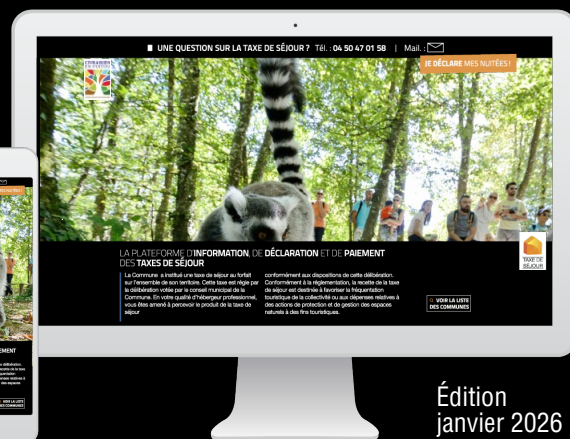 UNE QUESTION SUR LA TAXE DE SÉJOUR ? Tél. : 04 50 47 01 58 | Mail. :
JE DÉCLARE MES NUITÉES !
LA PLATEFORME D'INFORMATION, DE DÉCLARATION ET DE PAIEMENT
DES TAXES DE SÉJOUR
La Commune a institué une taxe de séjour au forfait
sur l'ensemble de son territoire. Cette taxe est régie par
la délibération votée par le conseil municipal de la
Commune. En votre qualité d'hébergeur professionnel,
vous êtes amené à percevoir le produit de la taxe de
séjour
conformément aux dispositions de cette délibération.
Conformément à la réglementation, la recette de la taxe
de séjour est destinée à favoriser la fréquentation
touristique de la collectivité ou aux dépenses relatives à
des actions de protection et de gestion des espaces
naturels à des fins touristiques.
VOIR LA LISTE
DES COMMUNES
TAXE DE
SÉJOUR
EMENT
VOIR LA LISTE
DES COMMUNES
Édition
janvier 2026